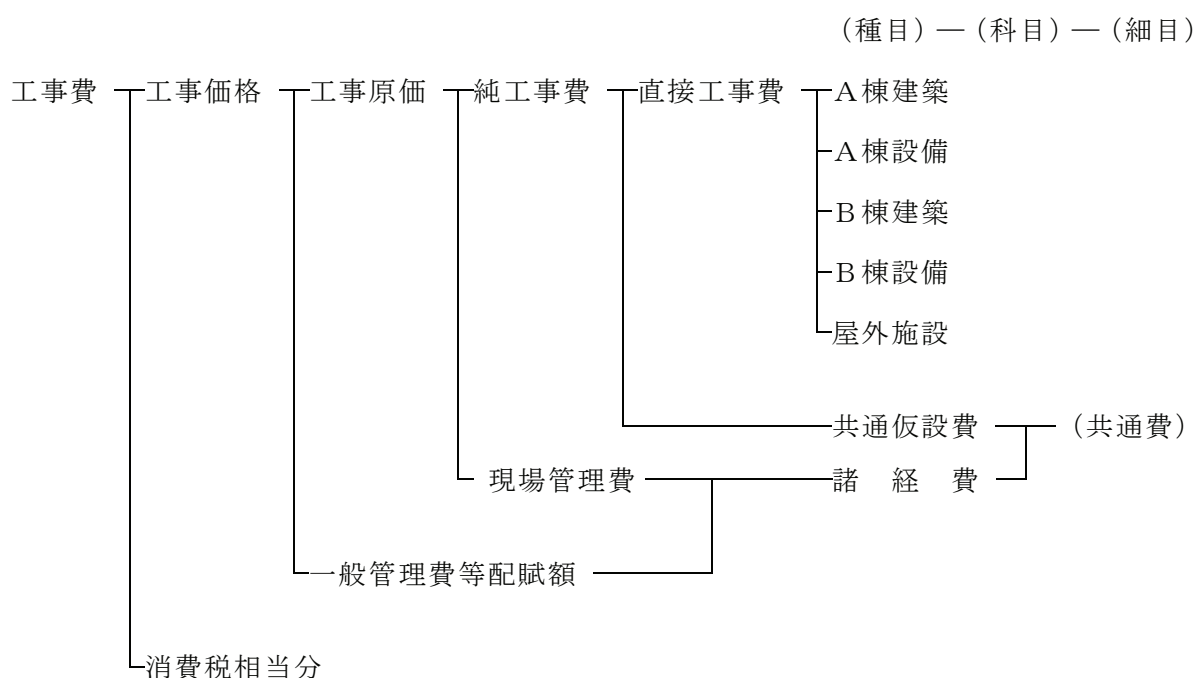 （種目）―（科目）―（細目）
工事費 工事価格 工事原価 純工事費 直接工事費 Ａ棟建築
Ａ棟設備
Ｂ棟建築
Ｂ棟設備
屋外施設
共通仮設費 （共通費）
現場管理費 諸　経　費
一般管理費等配賦額
消費税相当分